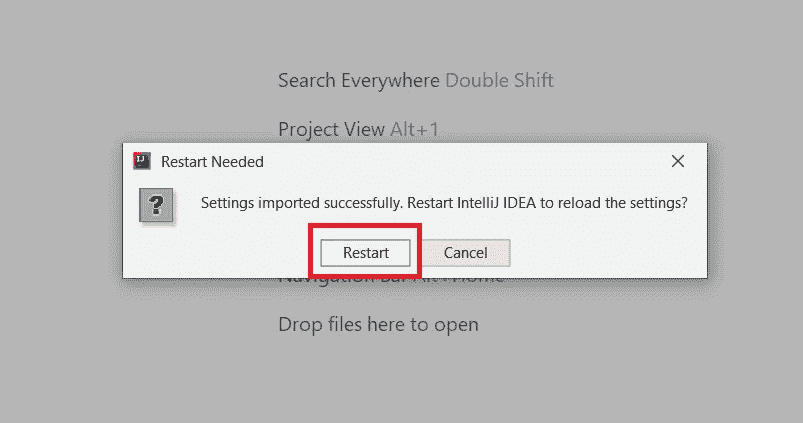 Search Everywhere Double Shift
Project View Alt+1
IJ
Restart Needed
?
Settings imported successfully. Restart IntelliJ IDEA to reload the settings?
Restart
Cancel
Navigation Bar Alt+Home
Drop files here to open